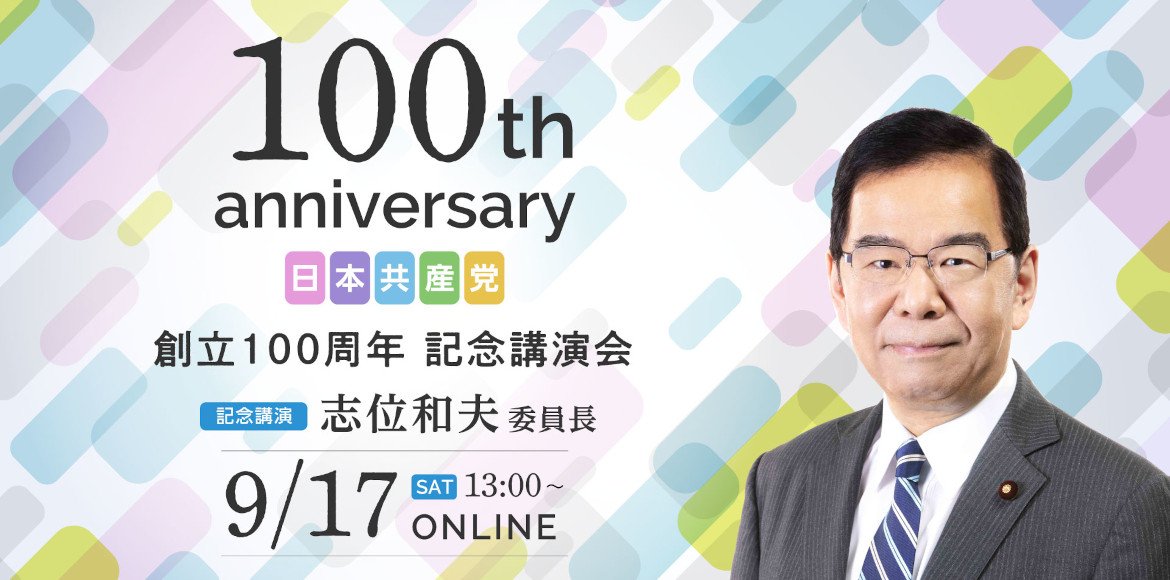 100th
anniversary
日本共産党
創立100周年 記念講演会
記念講演 志位和夫 委員長
9/17 SAT 13:00~
ONLINE